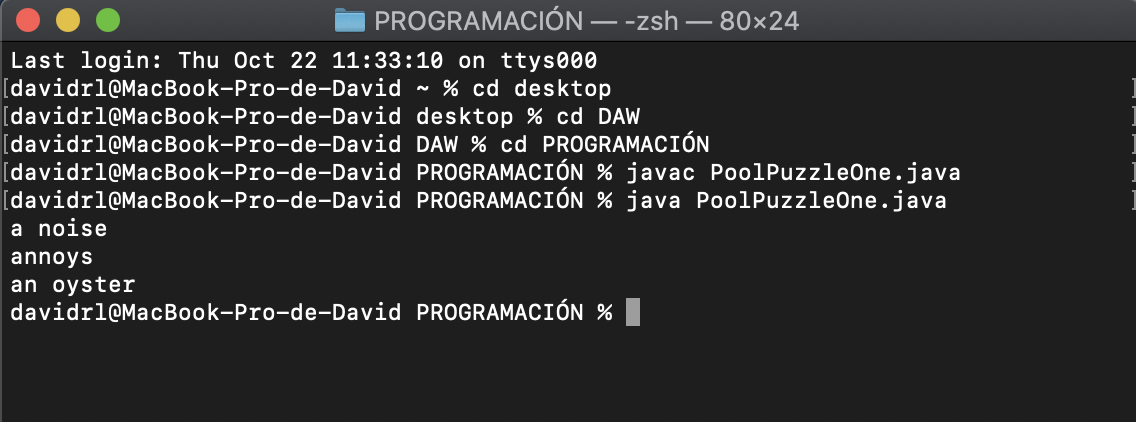 PROGRAMACIÓN — -zsh — 80×24
Last login: Thu Oct 22 11:33:10 on ttys000
[davidrl@MacBook-Pro-de-David ~ % cd desktop ]
[davidrl@MacBook-Pro-de-David desktop % cd DAW ]
[davidrl@MacBook-Pro-de-David DAW % cd PROGRAMACIÓN ]
[davidrl@MacBook-Pro-de-David PROGRAMACIÓN % javac PoolPuzzleOne.java ]
[davidrl@MacBook-Pro-de-David PROGRAMACIÓN % java PoolPuzzleOne.java ]
a noise
annoys
an oyster
davidrl@MacBook-Pro-de-David PROGRAMACIÓN %